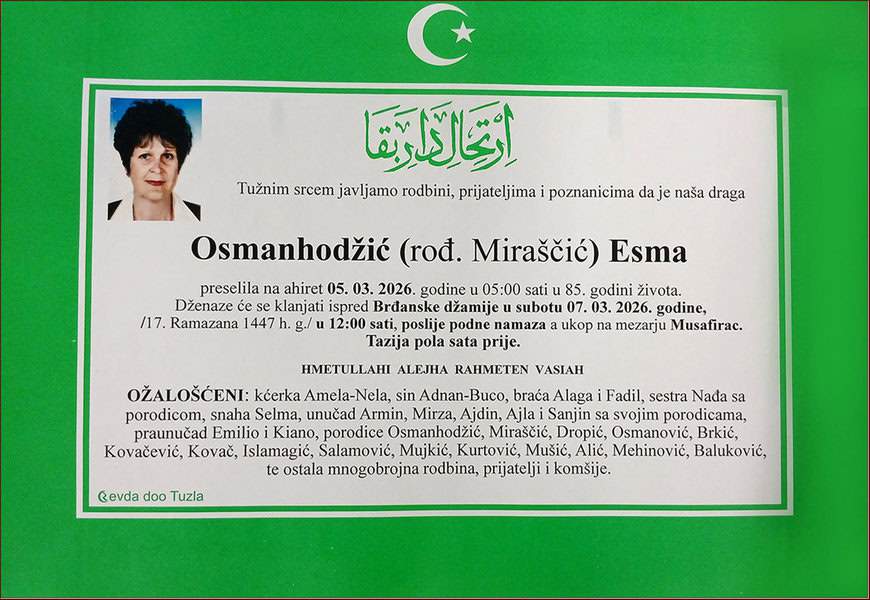 اِرْتِحَالِ دَارِ بَقَا
Tužnim srcem javljamo rodbini, prijateljima i poznanicima da je naša draga
Osmanhodžić (rođ. Miraščić) Esma
preselila na ahiret 05. 03. 2026. godine u 05:00 sati u 85. godini života.
Dženaze će se klanjati ispred Brđanske džamije u subotu 07. 03. 2026. godine,
/17. Ramazana 1447 h. g./ u 12:00 sati, poslije podne namaza a ukop na mezarju Musafirac.
Tazija pola sata prije.
HMETULLAHI ALEJHA RAHMETEN VASIAH
OŽALOŠĆENI: kćerka Amela-Nela, sin Adnan-Buco, braća Alaga i Fadil, sestra Nađa sa
porodicom, snaha Selma, unučad Armin, Mirza, Ajdin, Ajla i Sanjin sa svojim porodicama,
praunučad Emilio i Kiano, porodice Osmanhodžić, Miraščić, Dropić, Osmanović, Brkić,
Kovačević, Kovač, Islamagić, Salamović, Mujkić, Kurtović, Mušić, Alić, Mehinović, Baluković,
te ostala mnogobrojna rodbina, prijatelji i komšije.
evda doo Tuzla